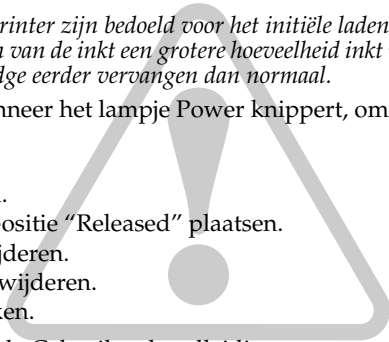 rinter zijn bedoeld voor het initiële laden
van de inkt een grotere hoeveelheid inkt
dge eerder vervangen dan normaal.
nneer het lampje Power knippert, om
ositie “Released” plaatsen.
jderen.
wijderen.
ken.